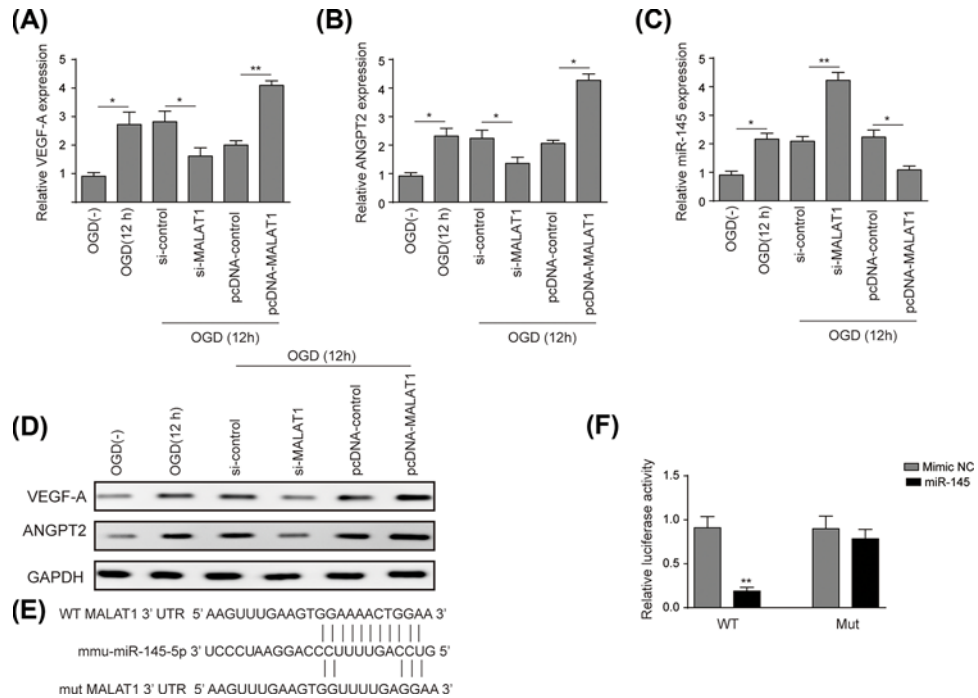 (A)
Relative VEGF-A expression
5
4
3
2
1
*
*
**
OGD(-)
OGD(12 h)
si-control
si-MALAT1
pcDNA-control
pcDNA-MALAT1
OGD (12h)
(B)
Relative ANGPT2 expression
5
4
3
2
1
0
*
*
*
OGD(-)
OGD(12 h)
si-control
si-MALAT1
pcDNA-control
pcDNA-MALAT1
OGD (12h)
(C)
Relative miR-145 expression
5
4
3
2
1
0
*
**
*
OGD(-)
OGD(12 h)
si-control
si-MALAT1
pcDNA-control
pcDNA-MALAT1
OGD (12h)
(D)
OGD (12h)
OGD(-)
OGD(12 h)
si-control
si-MALAT1
pcDNA-control
pcDNA-MALAT1
VEGF-A
ANGPT2
GAPDH
(E)
WT MALAT1 3' UTR 5' AAGUUUGAAGTGGAAAACTGGAA 3'
mmu-miR-145-5p 3' UCCCUAAGGACCCUUUUGACCUG 5'
mut MALAT1 3' UTR 5' AAGUUUGAAGTGGUUUUGAGGAA 3'
(F)
Relative luciferase activity
1.5
1.0
0.5
0.0
**
WT
Mut
Mimic NC
miR-145